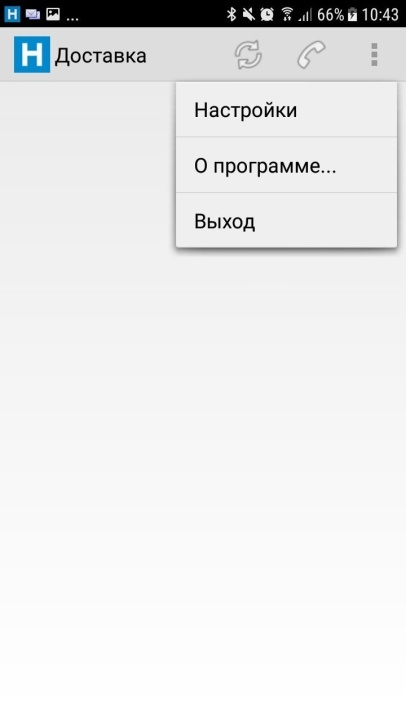 H
... 66% 10:43
H Доставка
Настройки
О программе...
Выход